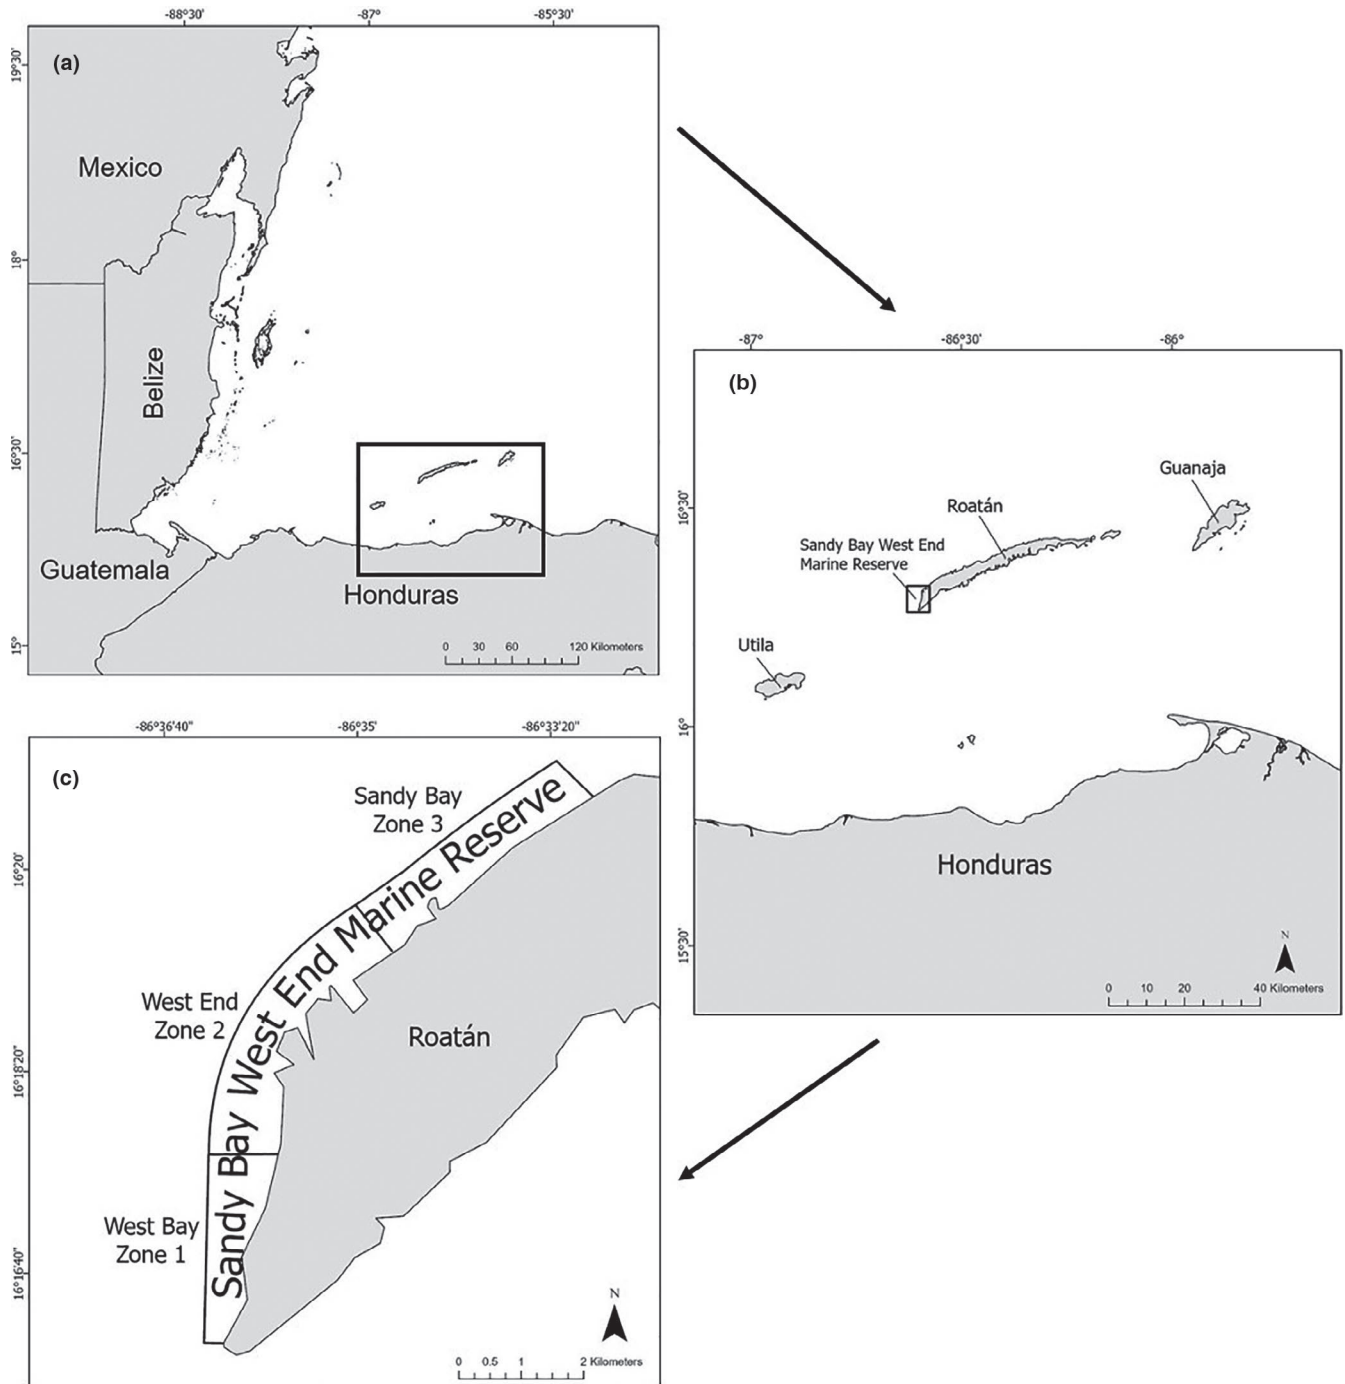 -88°30'
-87°
-85°30'
19°30'
18°
16°30'
15°
(a)
Mexico
Belize
Guatemala
Honduras
0 30 60 120 Kilometers
-87°
-86°30'
-86°
16°30'
16°
15°30'
(b)
Guanaja
Roatán
Sandy Bay West End
Marine Reserve
Utila
Honduras
N
0 10 20 40 Kilometers
-86°36'40"
-86°35'
-86°33'20"
16°20'
16°18'20"
16°16'40"
(c)
Sandy Bay
Zone 3
Sandy Bay West End Marine Reserve
West End
Zone 2
Roatán
West Bay
Zone 1
N
0 0.5 1 2 Kilometers